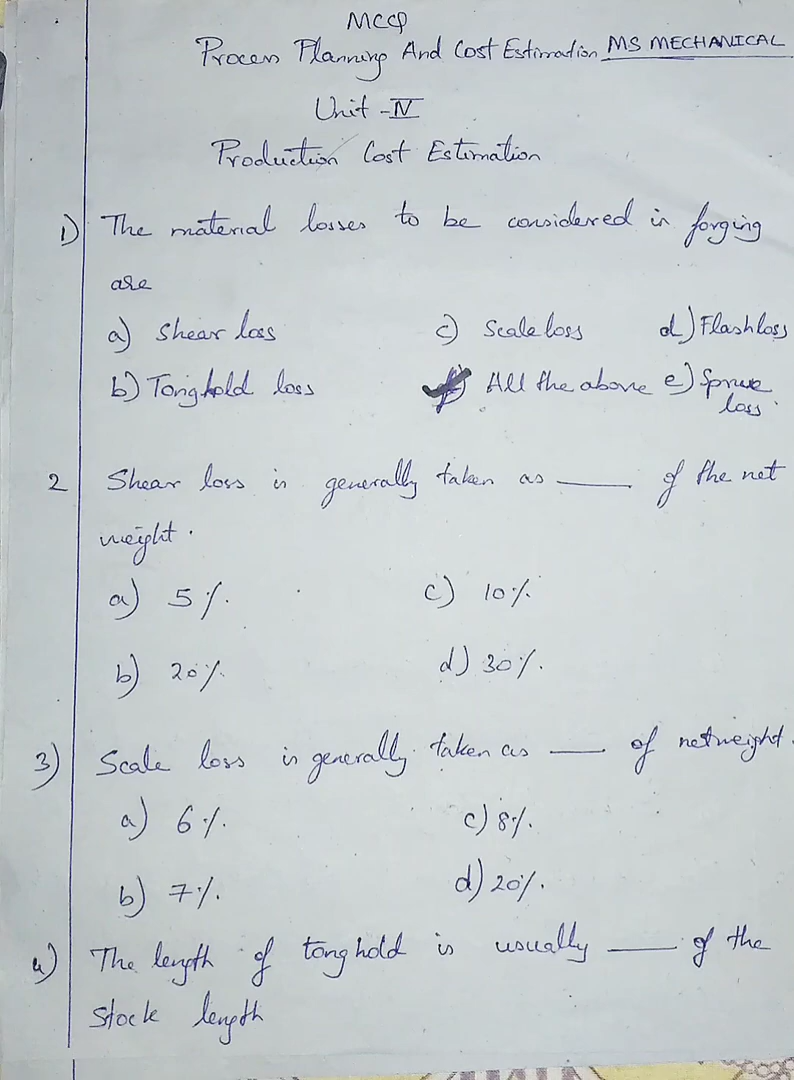 MCQ
Process Planning And Cost Estimation MS MECHANICAL
Unit - IV
Production Cost Estimation
1) The material losses to be considered in forging
are
a) Shear loss c) Scale loss d) Flash loss
b) Tonghold loss f) All the above e) Sprue
loss
2 Shear loss is generally taken as ____ of the net
weight.
a) 5%. c) 10%.
b) 20%. d) 30%.
3) Scale loss is generally taken as ____ of netweight.
a) 6%. c) 8%.
b) 7%. d) 20%.
4) The length of tong hold is usually ____ of the
Stock length